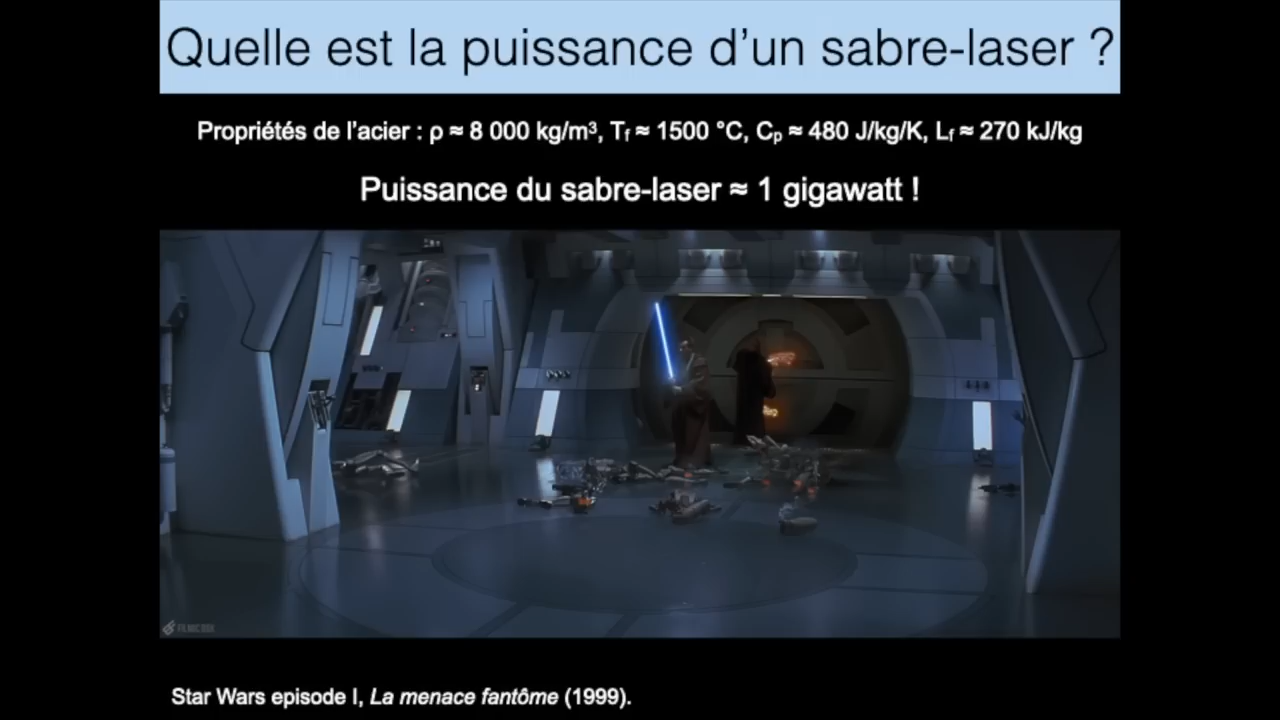 Quelle est la puissance d’un sabre-laser ?
Propriétés de l’acier : ρ ≈ 8 000 kg/m³, Tf ≈ 1500 °C, Cp ≈ 480 J/kg/K, Lf ≈ 270 kJ/kg
Puissance du sabre-laser ≈ 1 gigawatt !
Star Wars episode I, La menace fantôme (1999).